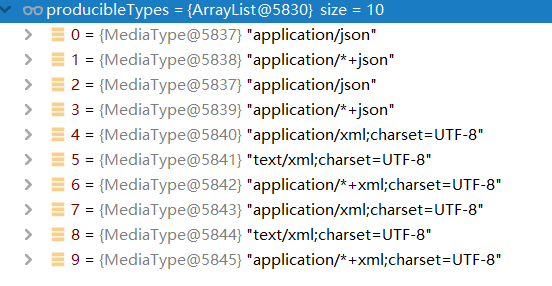 producibleTypes = {ArrayList@5830} size = 10
0 = {MediaType@5837} "application/json"
1 = {MediaType@5838} "application/*+json"
2 = {MediaType@5837} "application/json"
3 = {MediaType@5839} "application/*+json"
4 = {MediaType@5840} "application/xml;charset=UTF-8"
5 = {MediaType@5841} "text/xml;charset=UTF-8"
6 = {MediaType@5842} "application/*+xml;charset=UTF-8"
7 = {MediaType@5843} "application/xml;charset=UTF-8"
8 = {MediaType@5844} "text/xml;charset=UTF-8"
9 = {MediaType@5845} "application/*+xml;charset=UTF-8"